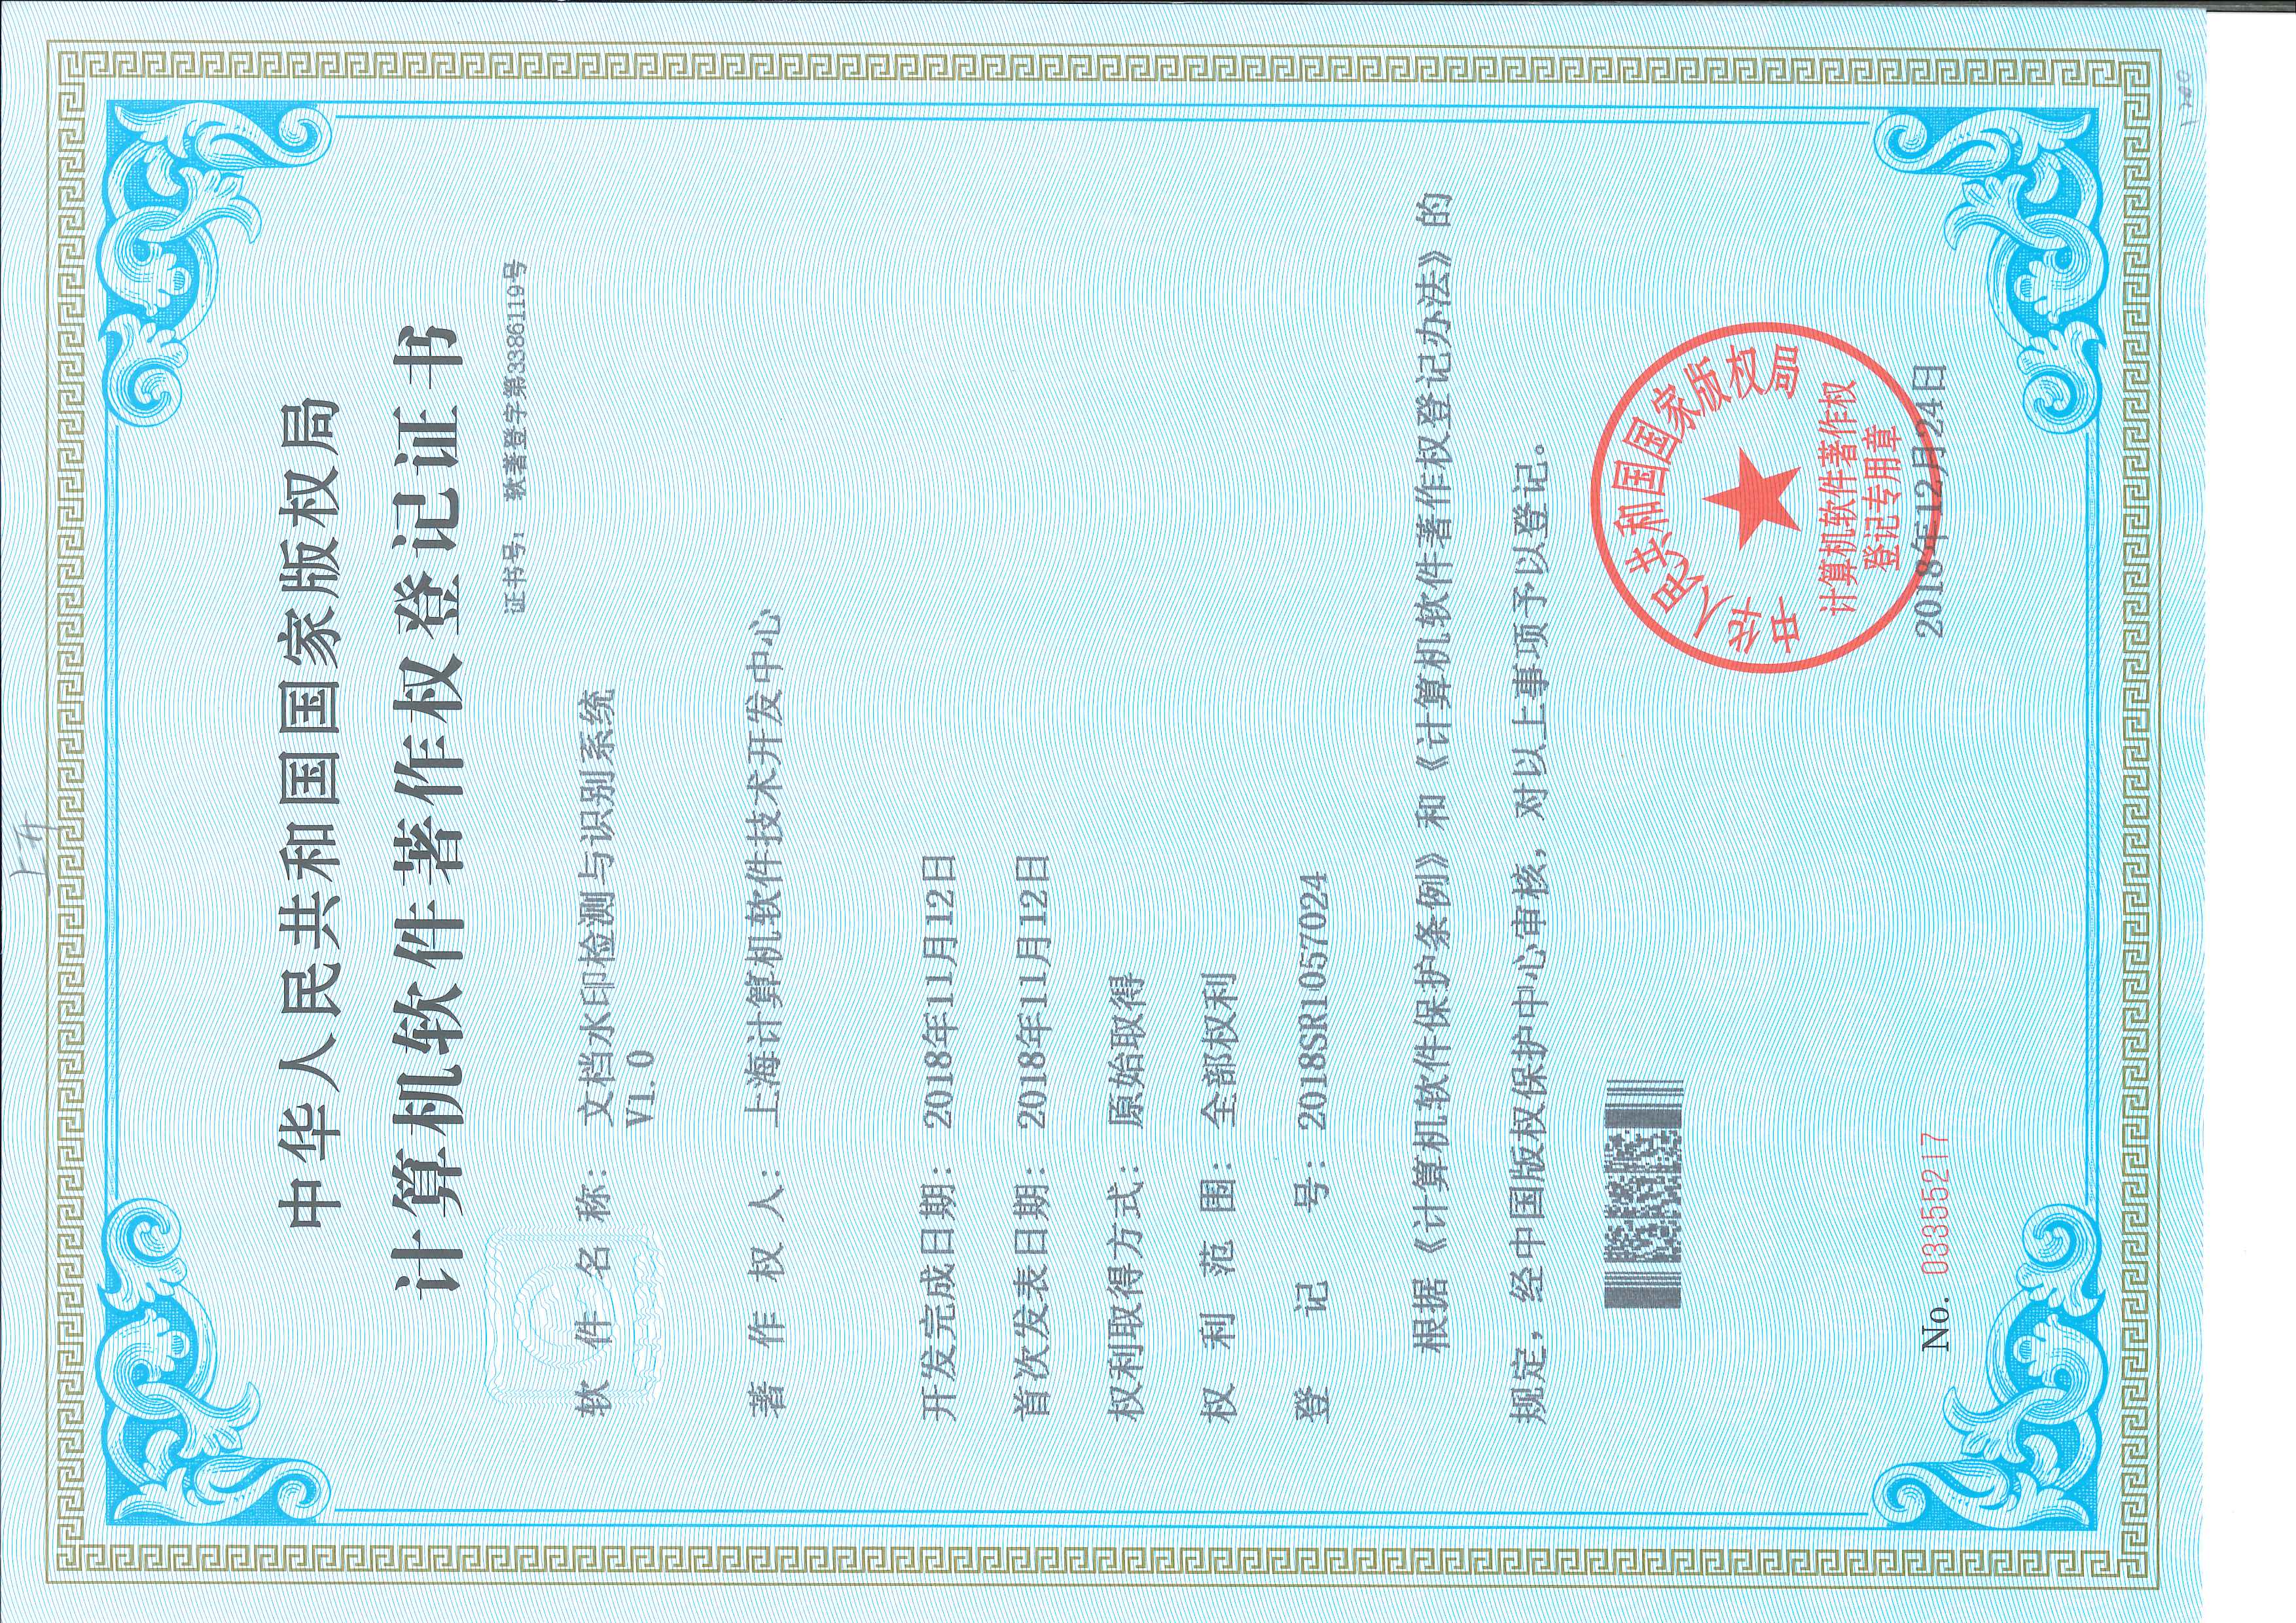 上开
中华人民共和国国家版权局
计算机软件著作权登记证书
证书号： 软著登字第3386119号
软件名称： 文档水印检测与识别系统
V1.0
著作权人： 上海计算机软件技术开发中心
开发完成日期： 2018年11月12日
首次发表日期： 2018年11月12日
权利取得方式： 原始取得
权利范围： 全部权利
登记号： 2018SR1057024
根据《计算机软件保护条例》和《计算机软件著作权登记办法》的
规定，经中国版权保护中心审核，对以上事项予以登记。
中华人民共和国国家版权局
计算机软件著作权
登记专用章
No. 03355217
2018年12月24日